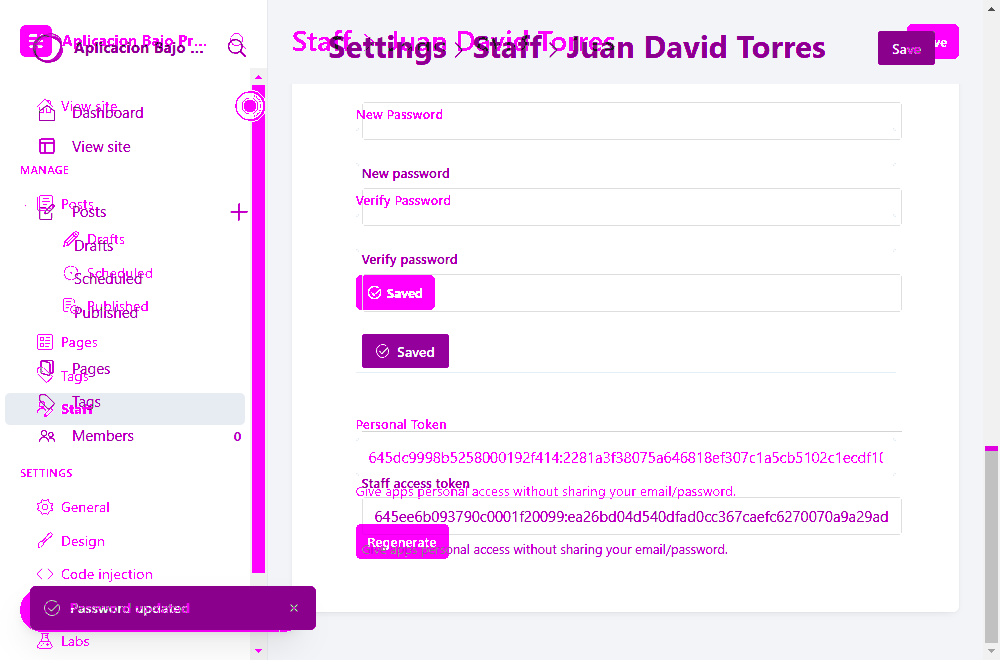 Aplicacion Bajo Pr...
Aplicacion Bajo ...
Staff › Juan David Torres
Settings › Staff › Juan David Torres
Save
Save
View site
Dashboard
View site
MANAGE
Posts
Posts
Drafts
Drafts
Scheduled
Scheduled
Published
Published
Pages
Tags
Pages
Staff
Tags
Members 0
SETTINGS
General
Design
Code injection
Labs
New Password
New password
Verify Password
Verify password
Saved
Saved
Personal Token
Staff access token
Give apps personal access without sharing your email/password.
645ee6b093790c0001f20099:ea26bd04d540dfad0cc367caefc6270070a9a29ad
Regenerate
Give apps personal access without sharing your email/password.
Password updated